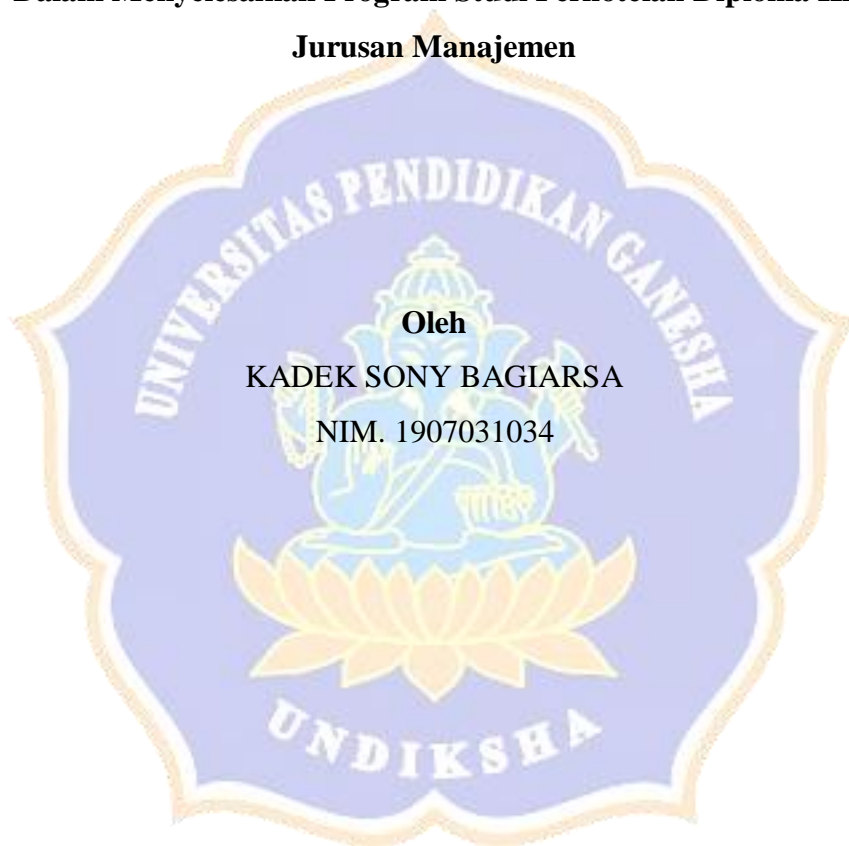 Jurusan Manajemen
UNIVERSITAS PENDIDIKAN GANESHA
Oleh
KADEK SONY BAGIARSA
NIM. 1907031034
UNDIKSHA